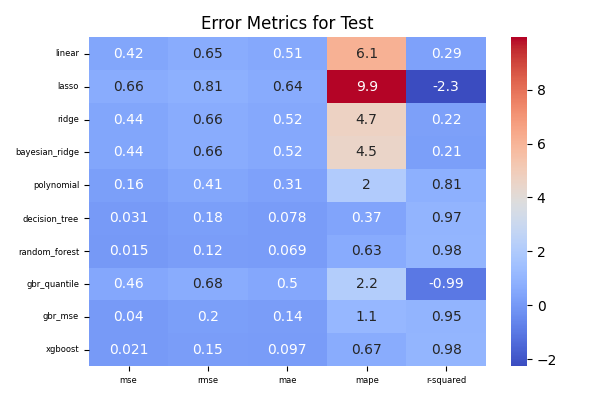 Error Metrics for Test
linear 0.42 0.65 0.51 6.1 0.29
lasso 0.66 0.81 0.64 9.9 -2.3
ridge 0.44 0.66 0.52 4.7 0.22
bayesian_ridge 0.44 0.66 0.52 4.5 0.21
polynomial 0.16 0.41 0.31 2 0.81
decision_tree 0.031 0.18 0.078 0.37 0.97
random_forest 0.015 0.12 0.069 0.63 0.98
gbr_quantile 0.46 0.68 0.5 2.2 -0.99
gbr_mse 0.04 0.2 0.14 1.1 0.95
xgboost 0.021 0.15 0.097 0.67 0.98
mse rmse mae mape r-squared
8
6
4
2
0
−2